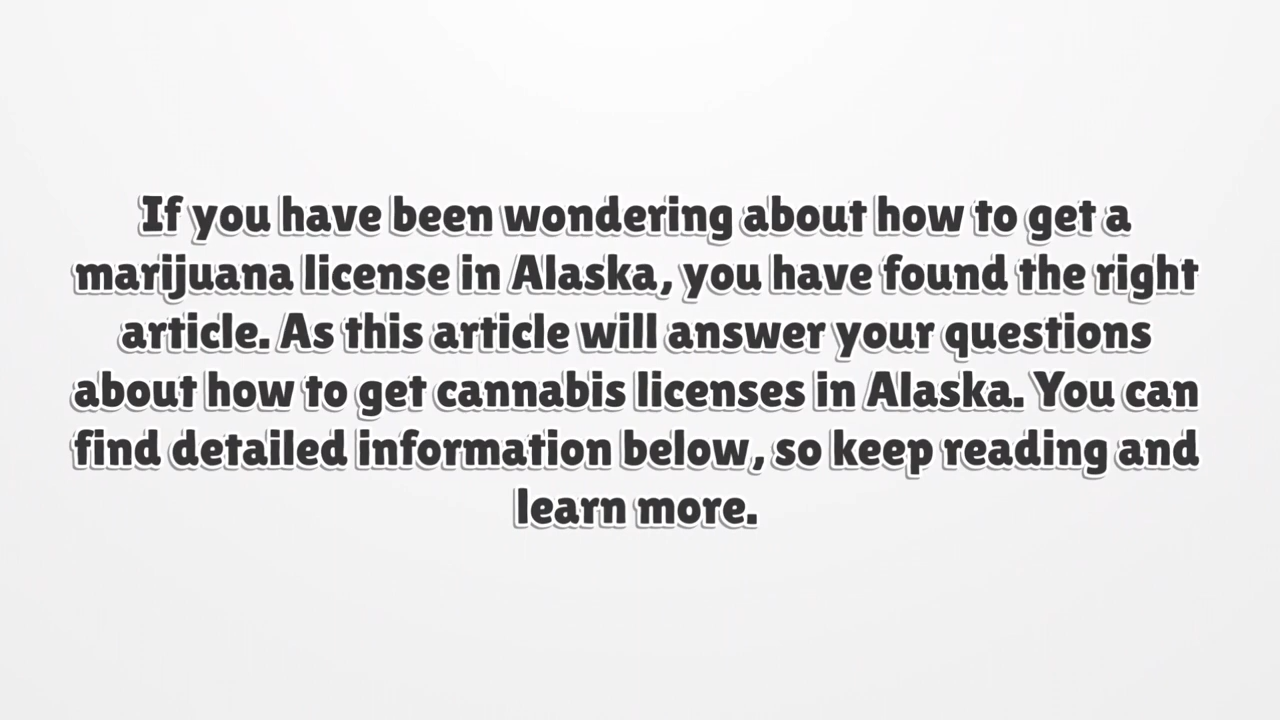 If you have been wondering about how to get a
marijuana license in Alaska, you have found the right
article. As this article will answer your questions
about how to get cannabis licenses in Alaska. You can
find detailed information below, so keep reading and
learn more.